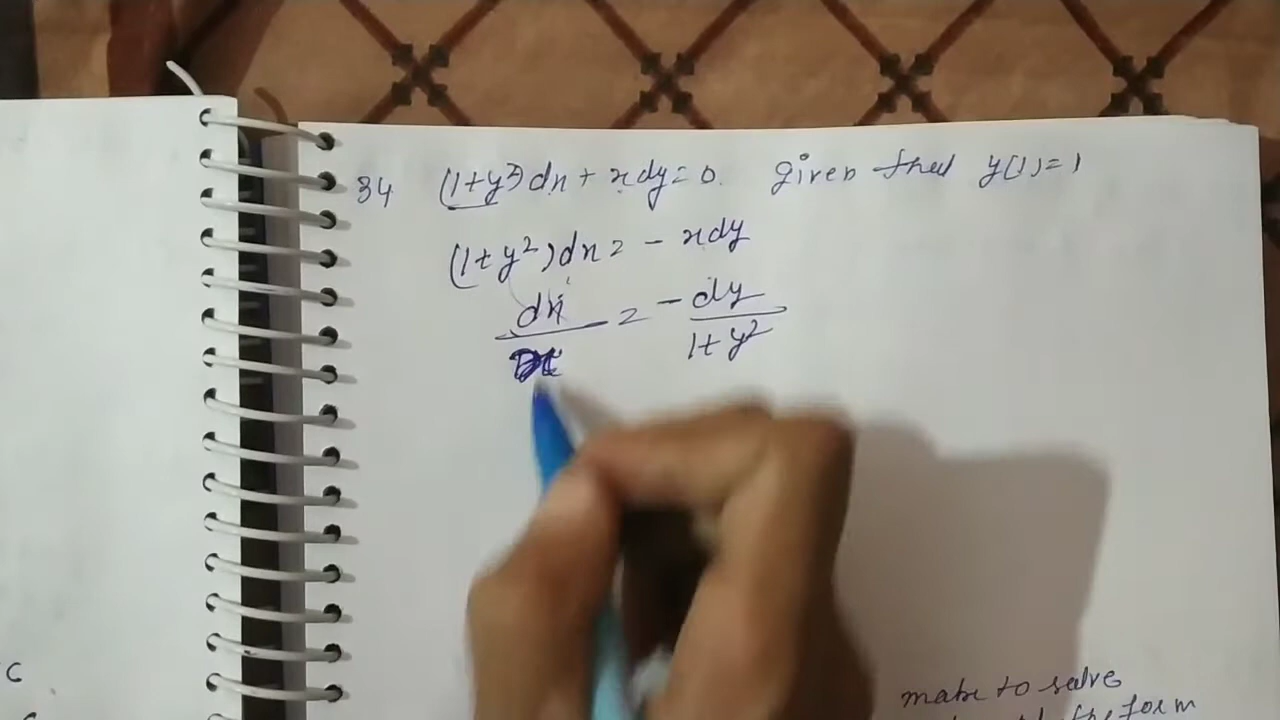 34 (1+y²)dx + xdy = 0. Given that y(1)=1
(1+y²)dx = - xdy
dx/x = - dy/1+y²
c
make to solve
the form